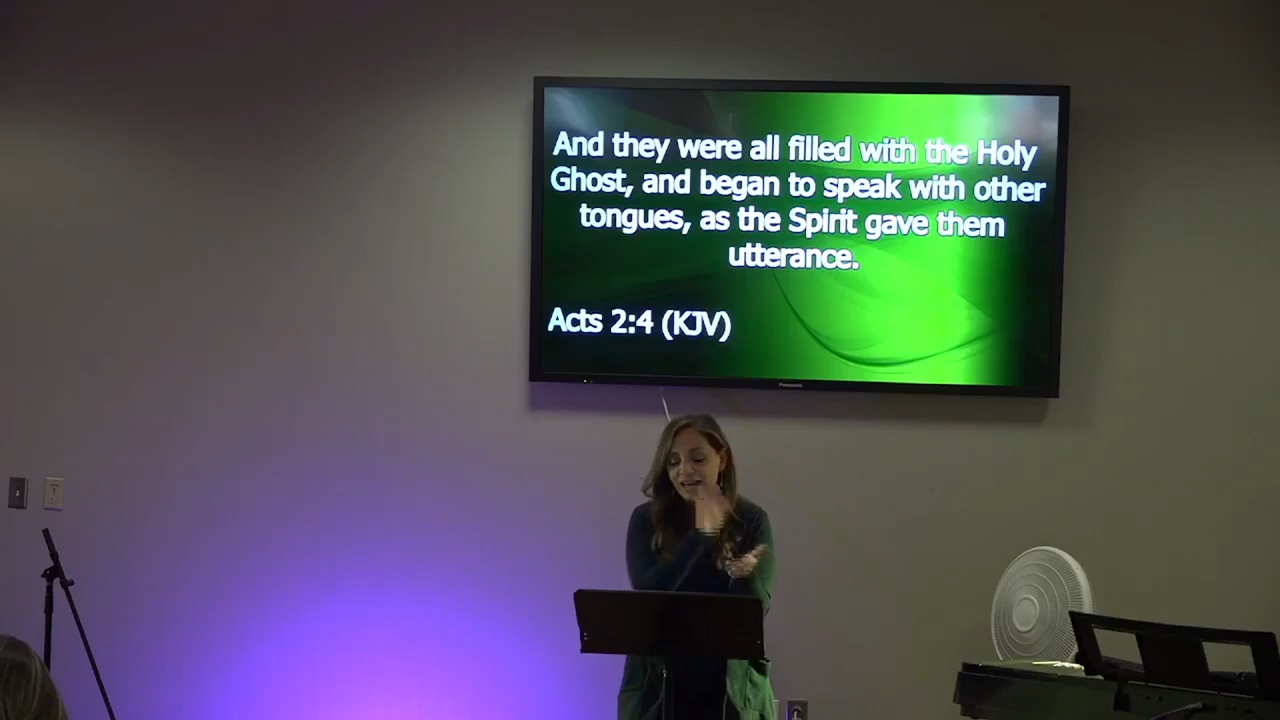 And they were all filled with the Holy
Ghost, and began to speak with other
tongues, as the Spirit gave them
utterance.
Acts 2:4 (KJV)
Panasonic